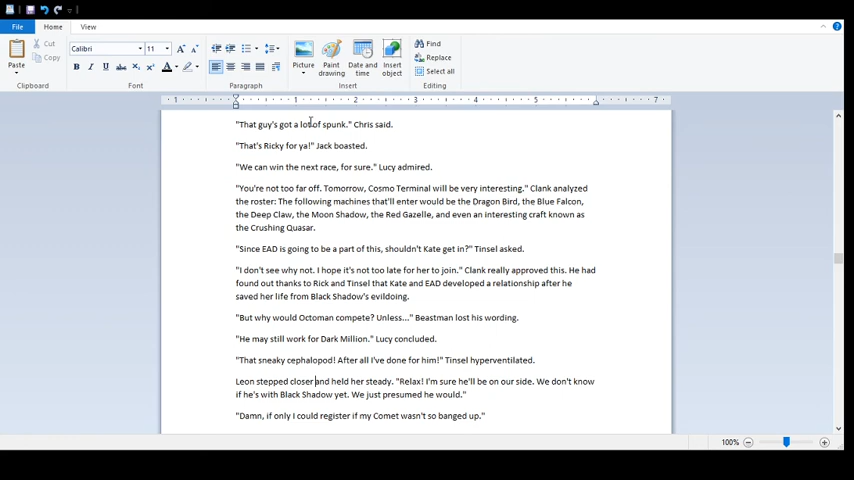 File
Home
View
Cut
Copy
Paste
Clipboard
Calibri
11
Font
Paragraph
Picture
Paint drawing
Date and time
Insert object
Insert
Find
Replace
Select all
Editing
1 1 2 3 4 5 6 7
"That guy's got a lot of spunk." Chris said.
"That's Ricky for ya!" Jack boasted.
"We can win the next race, for sure." Lucy admired.
"You're not too far off. Tomorrow, Cosmo Terminal will be very interesting." Clank analyzed
the roster: The following machines that'll enter would be the Dragon Bird, the Blue Falcon,
the Deep Claw, the Moon Shadow, the Red Gazelle, and even an interesting craft known as
the Crushing Quasar.
"Since EAD is going to be a part of this, shouldn't Kate get in?" Tinsel asked.
"I don't see why not. I hope it's not too late for her to join." Clank really approved this. He had
found out thanks to Rick and Tinsel that Kate and EAD developed a relationship after he
saved her life from Black Shadow's evildoing.
"But why would Octoman compete? Unless..." Beastman lost his wording.
"He may still work for Dark Million." Lucy concluded.
"That sneaky cephalopod! After all I've done for him!" Tinsel hyperventilated.
Leon stepped closer and held her steady. "Relax! I'm sure he'll be on our side. We don't know
if he's with Black Shadow yet. We just presumed he would."
"Damn, if only I could register if my Comet wasn't so banged up."
100%